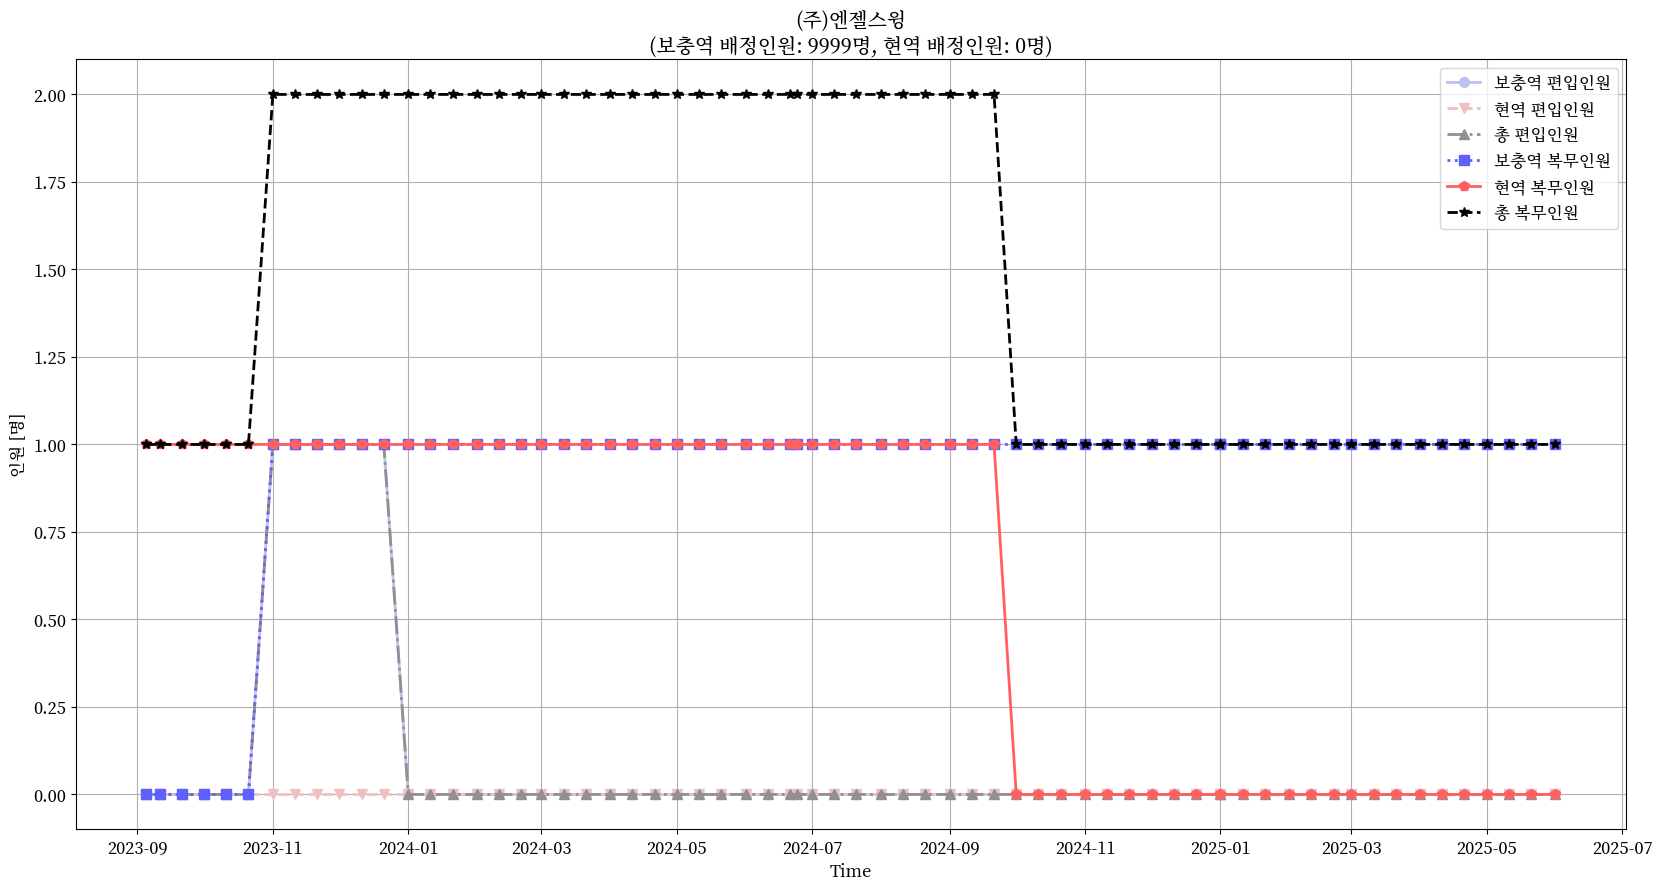 (주)엔젤스윙
(보충역 배정인원: 9999명, 현역 배정인원: 0명)
보충역 편입인원
현역 편입인원
총 편입인원
보충역 복무인원
현역 복무인원
총 복무인원
인원 [명]
2.00
1.75
1.50
1.25
1.00
0.75
0.50
0.25
0.00
2023-09 2023-11 2024-01 2024-03 2024-05 2024-07 2024-09 2024-11 2025-01 2025-03 2025-05 2025-07
Time